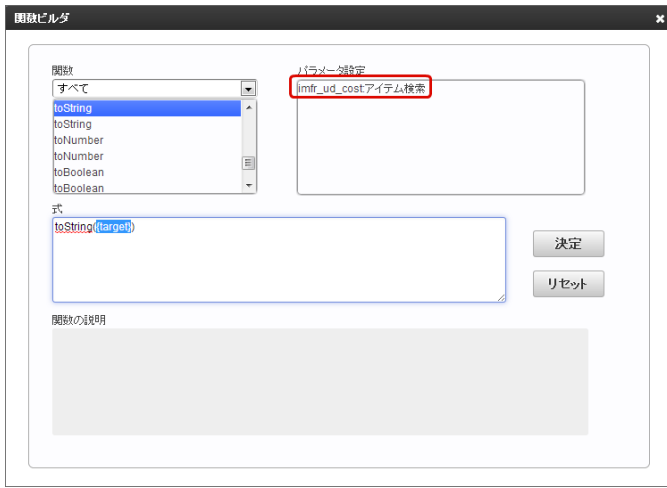 関数ビルダ
関数
パラメータ設定
すべて
imfr_ud_cost:アイテム検索
toString
toString
toNumber
toNumber
toBoolean
toBoolean
式
toString({target})
決定
リセット
関数の説明